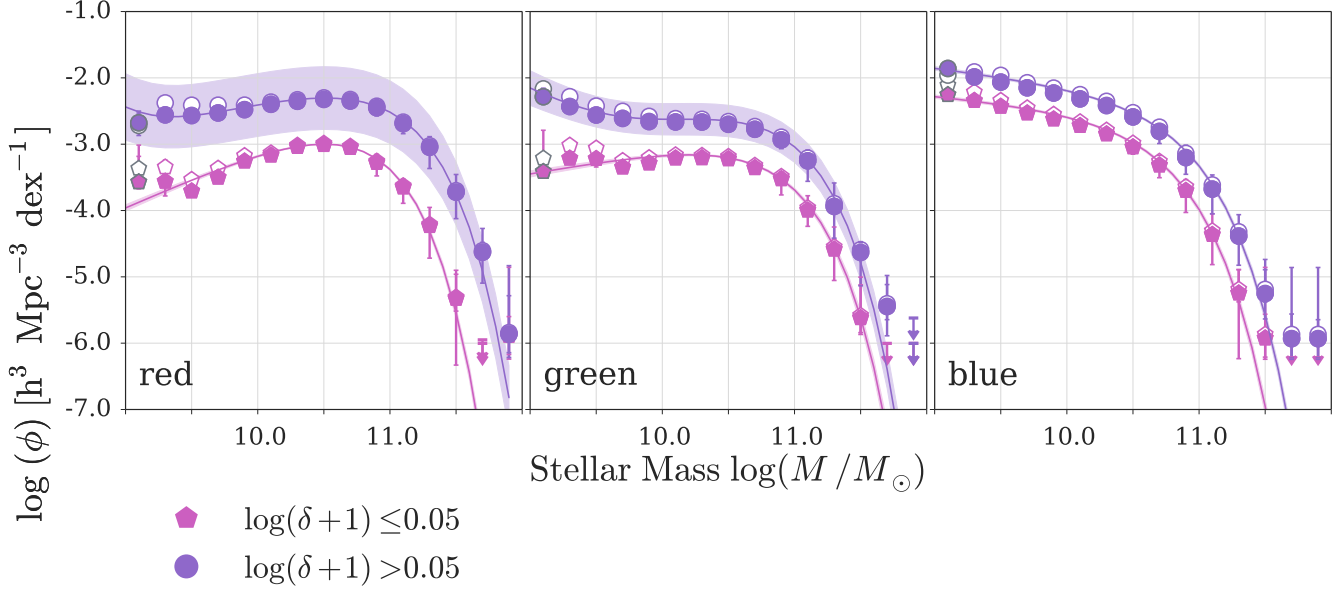 -1.0
-2.0
-3.0
-4.0
-5.0
-6.0
-7.0
log (ϕ) [h³ Mpc⁻³ dex⁻¹]
red
green
blue
10.0 11.0 10.0 11.0 10.0 11.0
Stellar Mass log(M/M⊙)
log(δ+1) ≤0.05
log(δ+1) >0.05